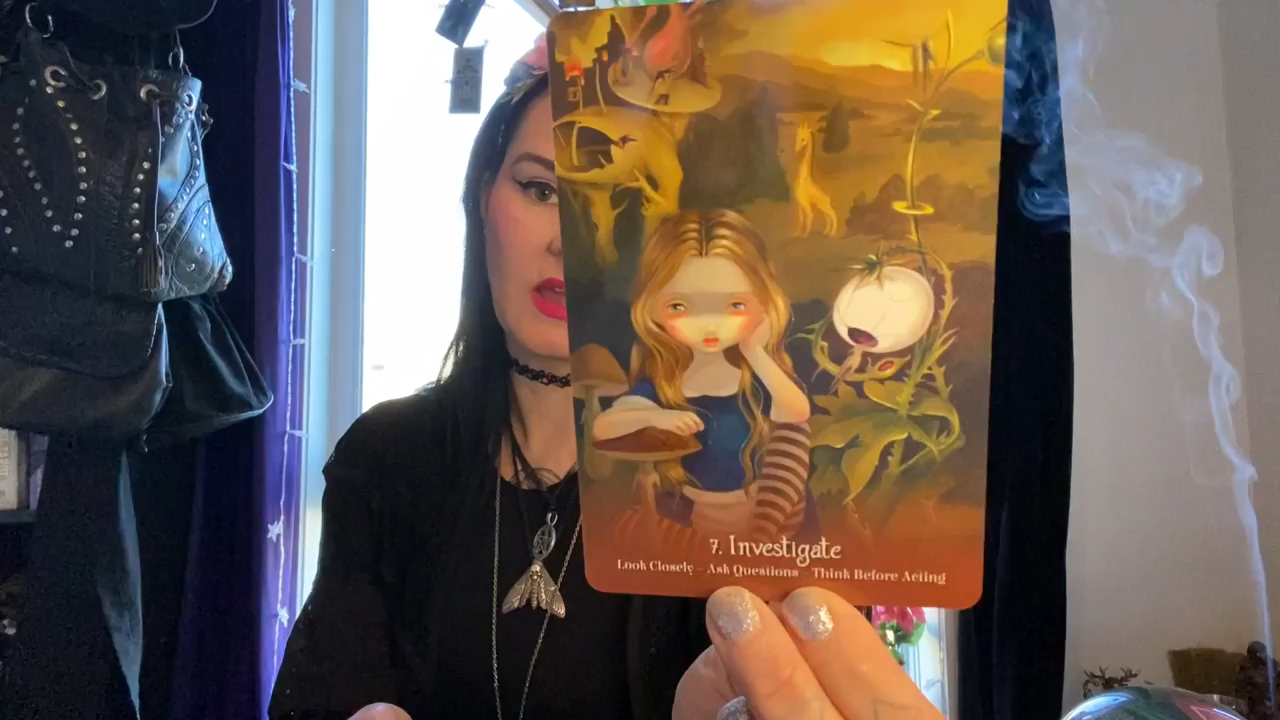 7. Investigate
Look Closely – Ask Questions – Think Before Acting